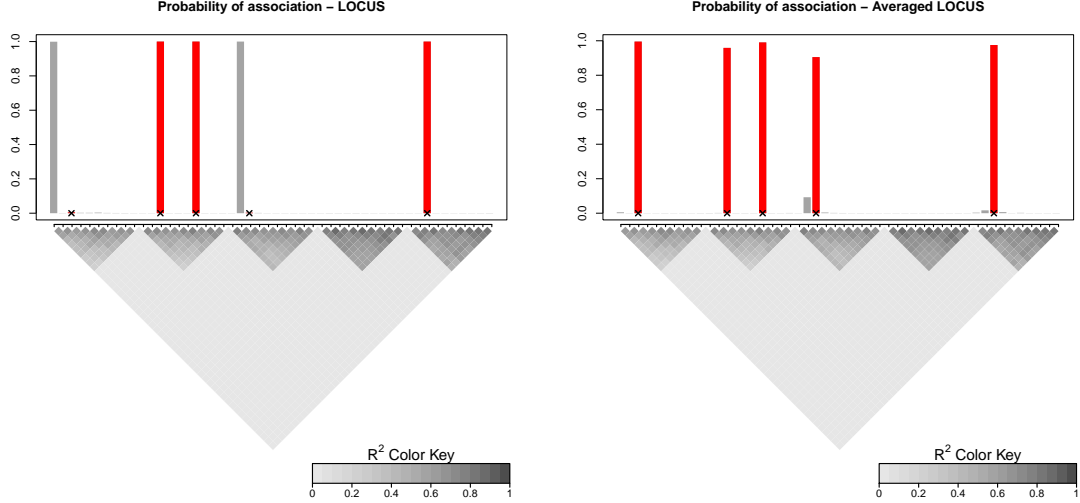 Probability of association – LOCUS
1.0
0.8
0.6
0.4
0.2
0.0
R² Color Key
0 0.2 0.4 0.6 0.8 1
Probability of association – Averaged LOCUS
1.0
0.8
0.6
0.4
0.2
0.0
R² Color Key
0 0.2 0.4 0.6 0.8 1